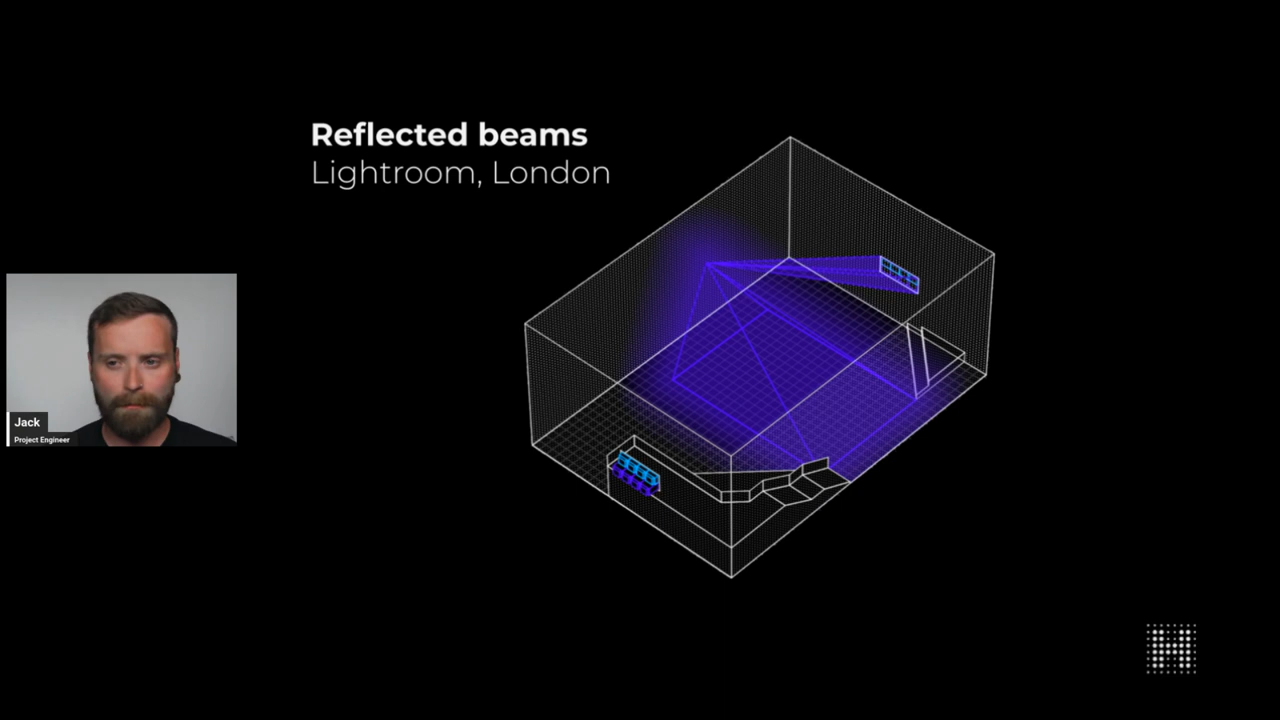 Reflected beams
Lightroom, London
Jack
Project Engineer
H